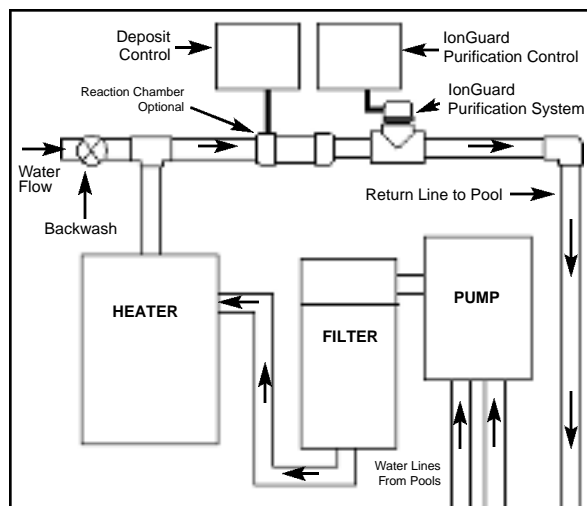 Deposit
Control
IonGuard
Purification Control
Reaction Chamber
Optional
IonGuard
Purification System
Water
Flow
Backwash
Return Line to Pool
HEATER
FILTER
PUMP
Water Lines
From Pools